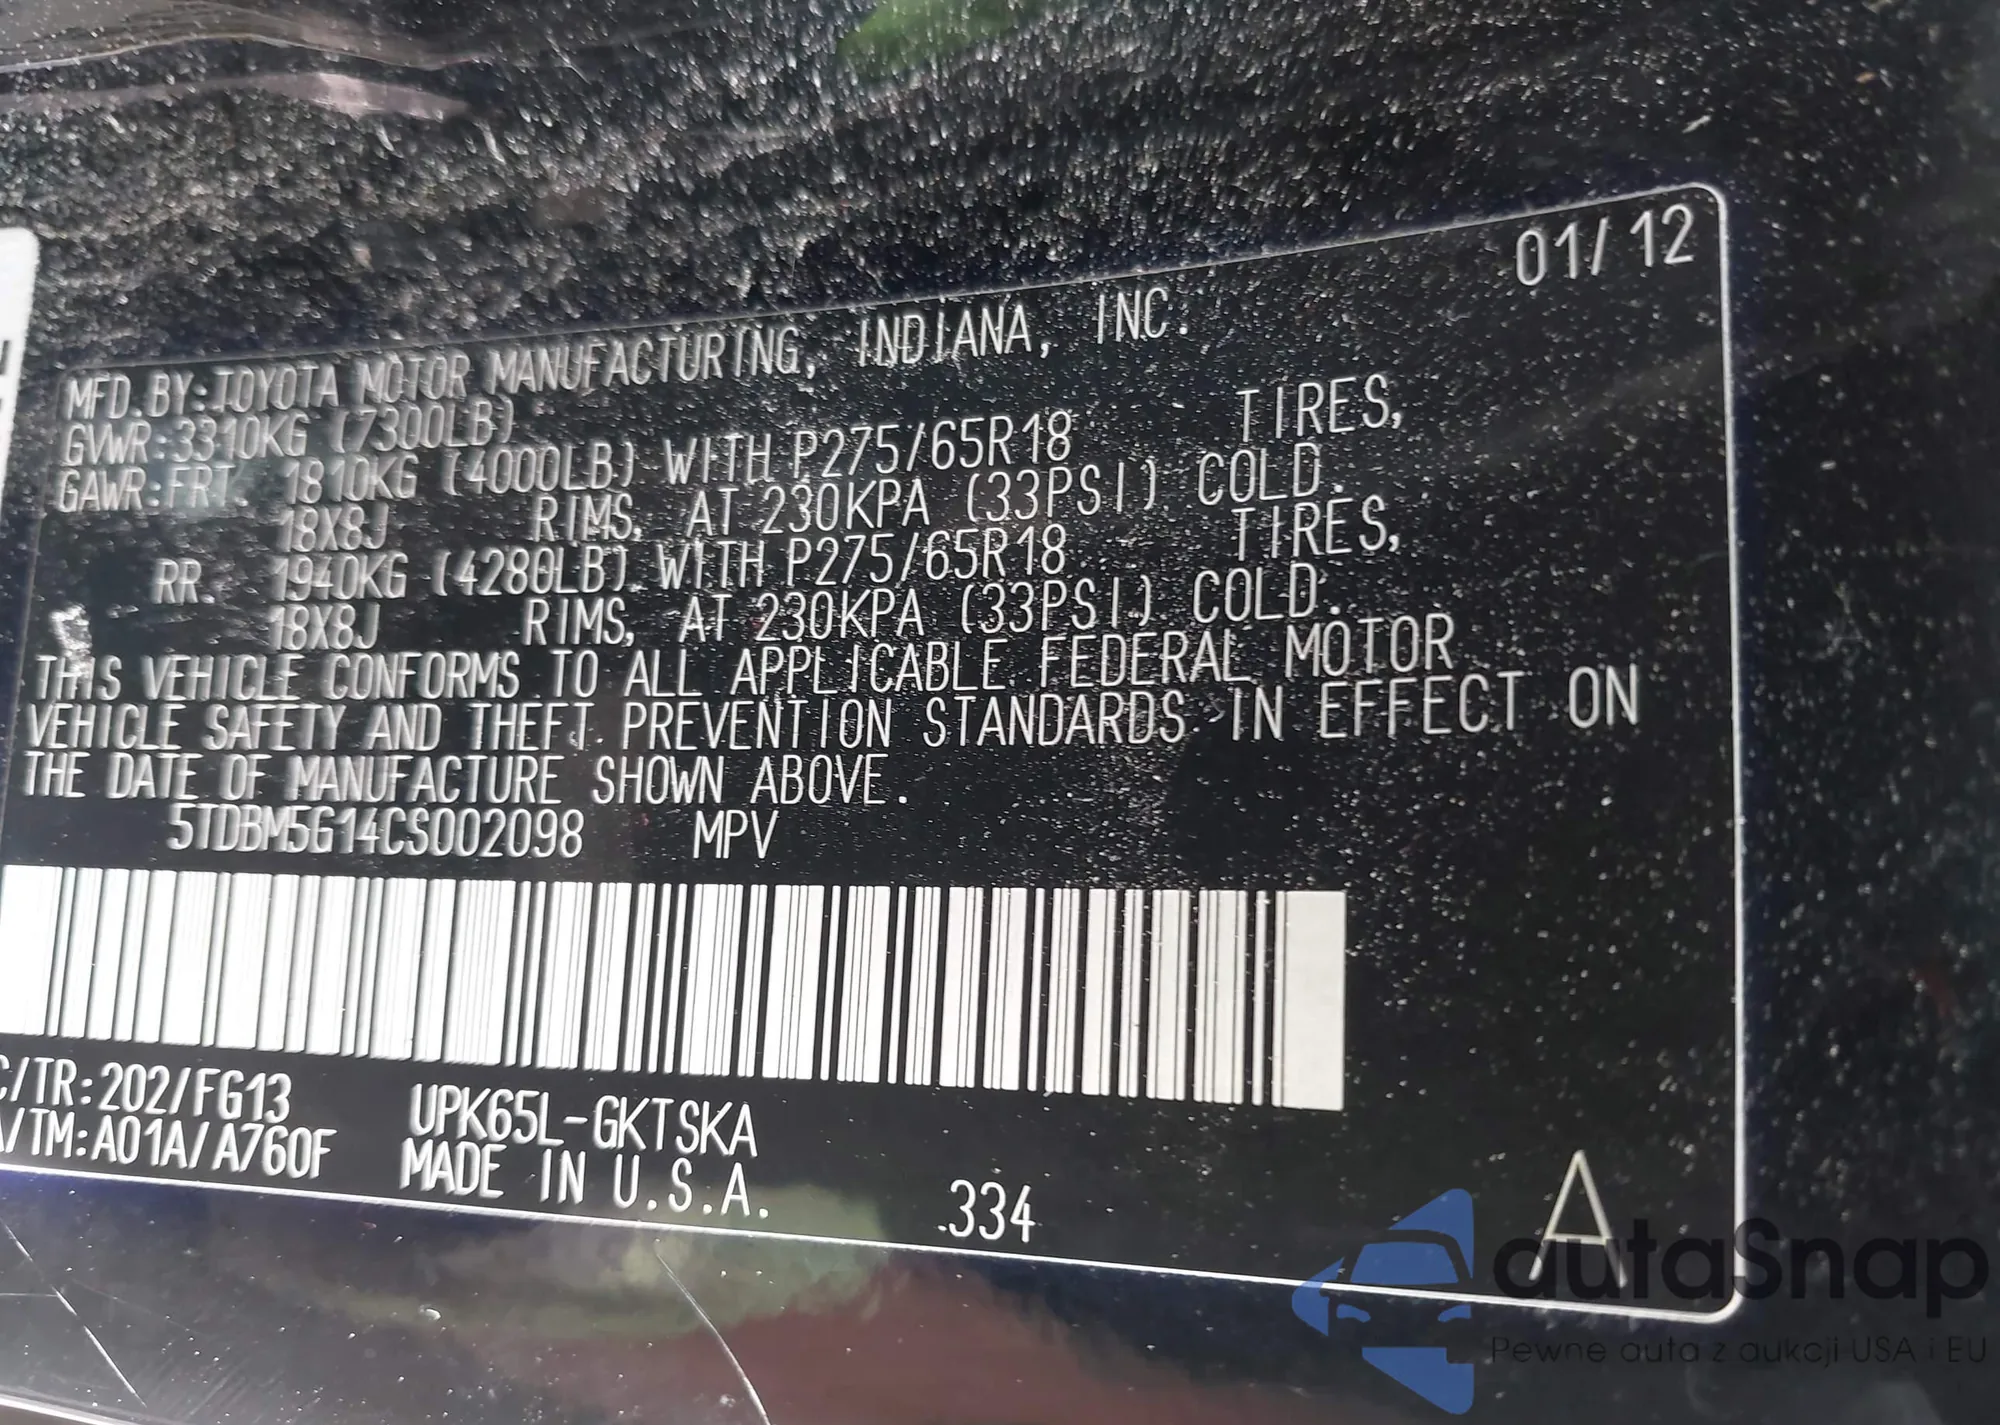 01/12
MFD.BY:TOYOTA MOTOR MANUFACTURING, INDIANA, INC.
GVWR:3310KG (7300LB)
GAWR:FRT. 1810KG (4000LB) WITH P275/65R18 TIRES,
18X8J RIMS, AT 230KPA (33PSI) COLD.
RR. 1940KG (4280LB) WITH P275/65R18 TIRES,
18X8J RIMS, AT 230KPA (33PSI) COLD.
THIS VEHICLE CONFORMS TO ALL APPLICABLE FEDERAL MOTOR
VEHICLE SAFETY AND THEFT PREVENTION STANDARDS IN EFFECT ON
THE DATE OF MANUFACTURE SHOWN ABOVE.
5TDBM5G14CS002098 MPV
C/TR:202/FG13 UPK65L-GKTSKA
/TM:A01A/A760F MADE IN U.S.A. 334
A
autaSnap
Pewne auta z aukcji USA i EU